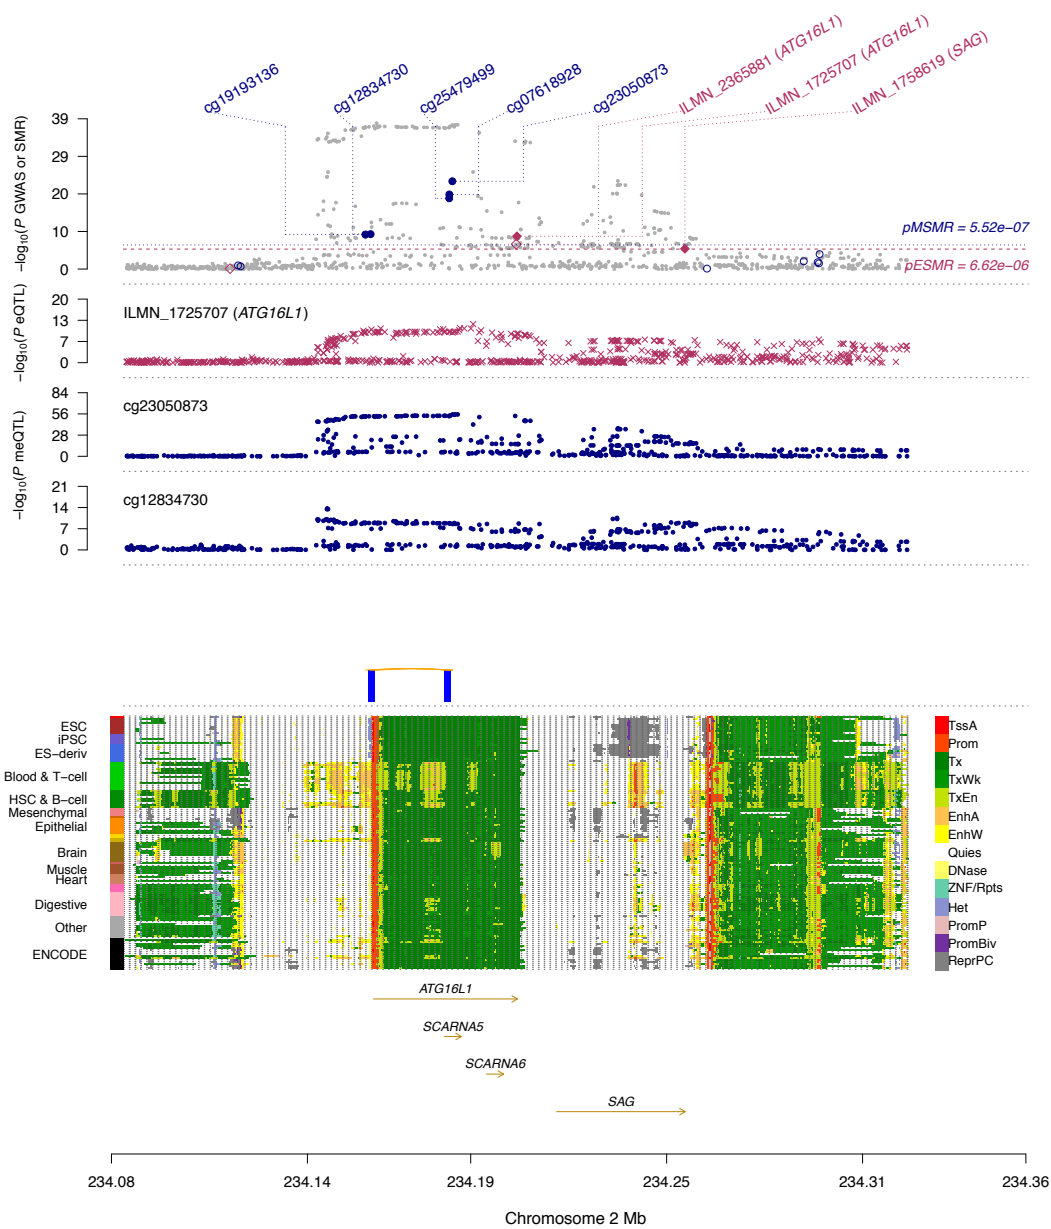 cg19193136
cg12834730
cg25479499
cg07618928
cg23050873
ILMN_2365881 (ATG16L1)
ILMN_1725707 (ATG16L1)
ILMN_1758619 (SAG)
−log10(P GWAS or SMR)
39
29
20
10
0
pMSMR = 5.52e−07
pESMR = 6.62e−06
−log10(P eQTL)
20
13
7
0
ILMN_1725707 (ATG16L1)
−log10(P meQTL)
84
56
28
0
cg23050873
21
14
7
0
cg12834730
ESC
iPSC
ES−deriv
Blood & T−cell
HSC & B−cell
Mesenchymal
Epithelial
Brain
Muscle
Heart
Digestive
Other
ENCODE
TssA
Prom
Tx
TxWk
TxEn
EnhA
EnhW
Quies
DNase
ZNF/Rpts
Het
PromP
PromBiv
ReprPC
ATG16L1
SCARNA5
SCARNA6
SAG
234.08
234.14
234.19
234.25
234.31
234.36
Chromosome 2 Mb